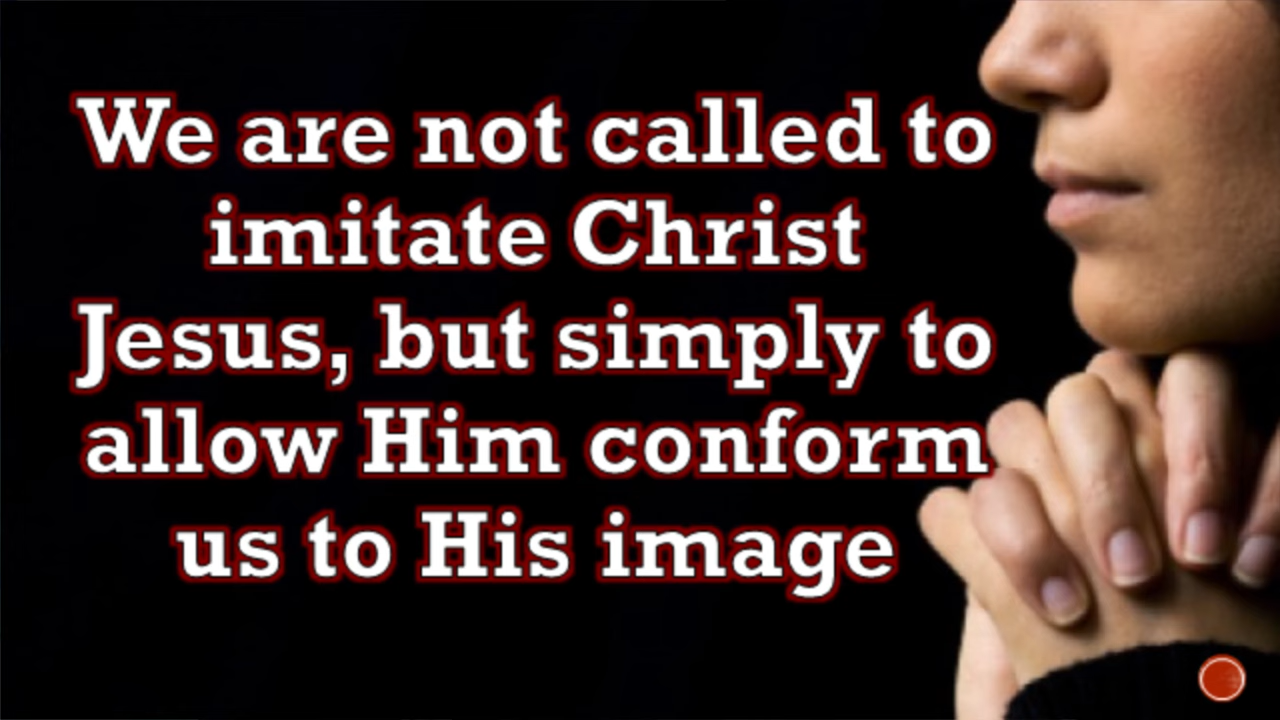 We are not called to
imitate Christ
Jesus, but simply to
allow Him conform
us to His image